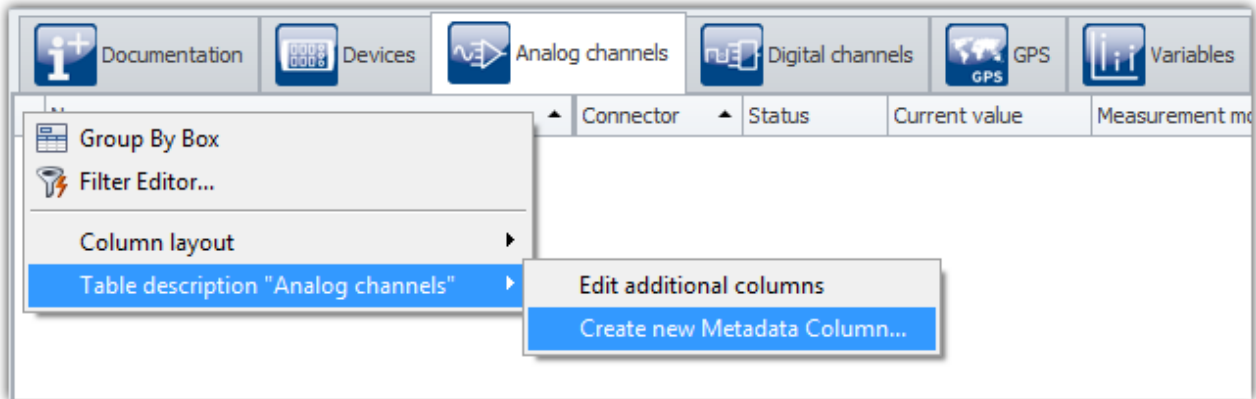 Documentation
Devices
Analog channels
Digital channels
GPS
GPS
Variables
Connector
Status
Current value
Group By Box
Filter Editor...
Column layout
Table description "Analog channels"
Edit additional columns
Create new Metadata Column...